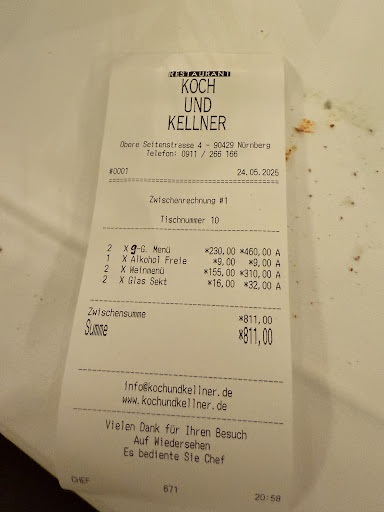 RESTAURANT
KOCH
UND
KELLNER
Obere Seitenstrasse 4 - 90429 Nürnberg
Telefon: 0911 / 266 166
#0001 24.05.2025
Zwischenrechnung #1
Tischnummer 10
2 X 9-G. Menü *230,00 *460,00 A
1 X Alkohol Freie *9,00 *9,00 A
2 X Weinmenü *155,00 *310,00 A
2 X Glas Sekt *16,00 *32,00 A
Zwischensumme *811,00
Summe *811,00
info@kochundkellner.de
www.kochundkellner.de
Vielen Dank für Ihren Besuch
Auf Wiedersehen
Es bediente Sie Chef
CHEF 671 20:58